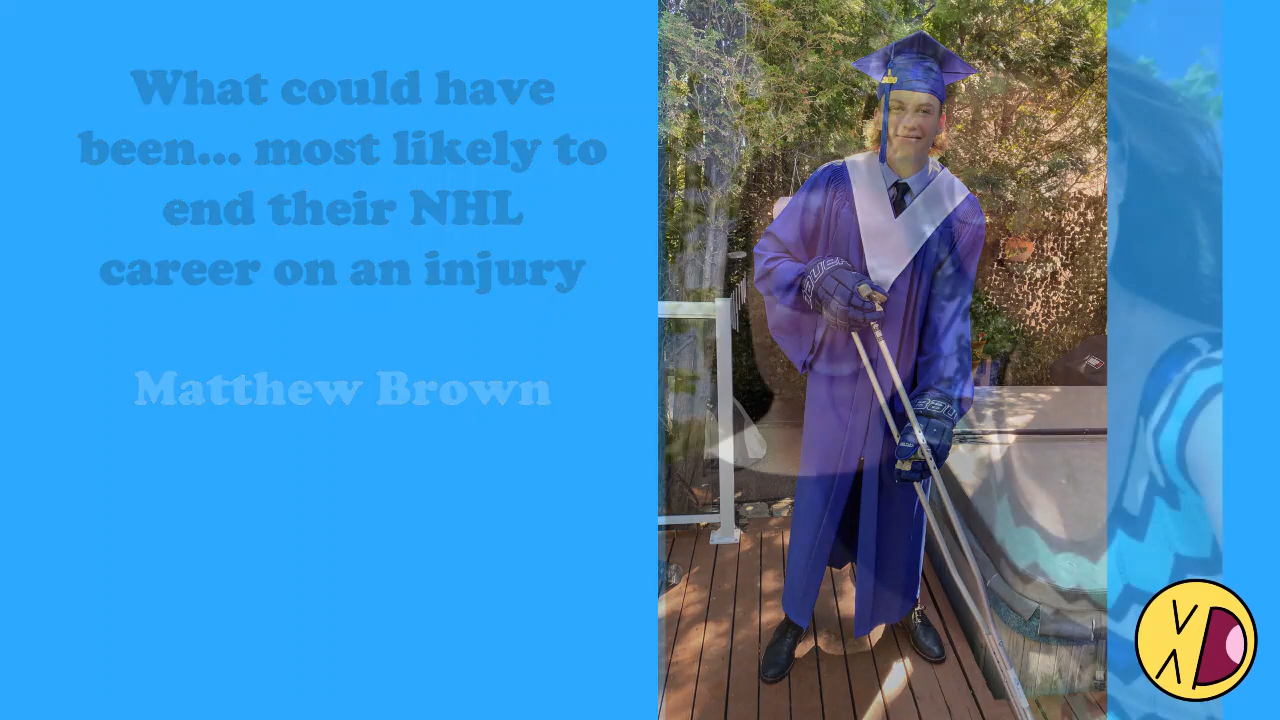 What could have
been... most likely to
end their NHL
career on an injury
Matthew Brown